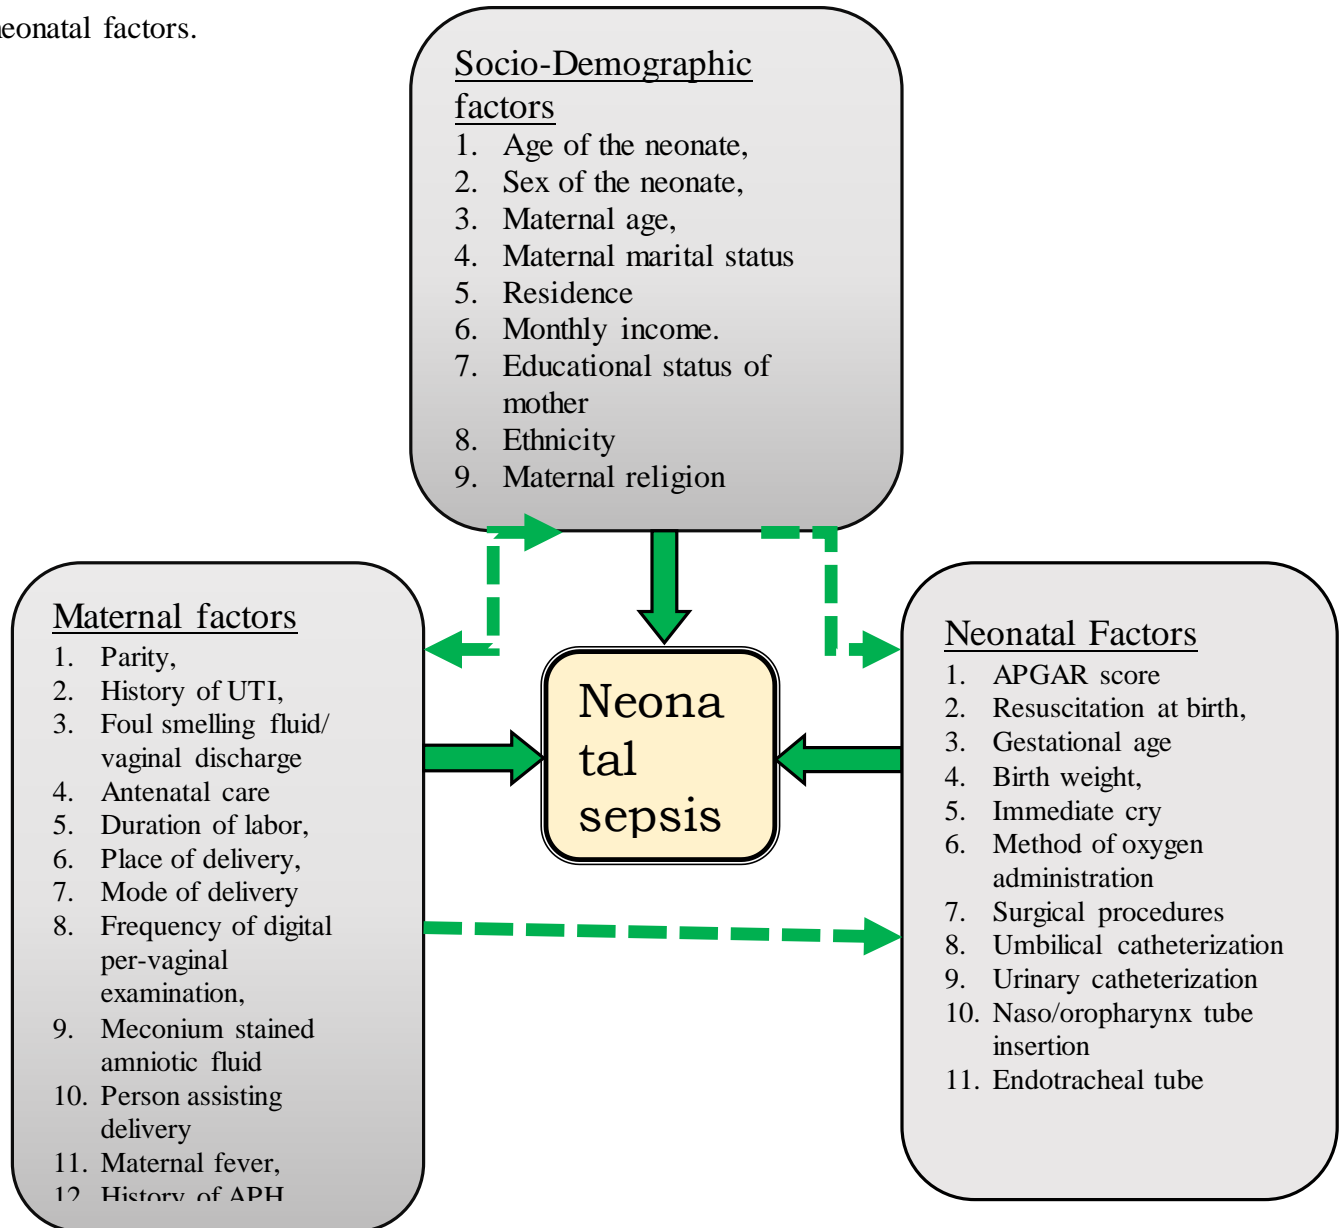 neonatal factors.
Socio-Demographic
factors
1. Age of the neonate,
2. Sex of the neonate,
3. Maternal age,
4. Maternal marital status
5. Residence
6. Monthly income.
7. Educational status of
mother
8. Ethnicity
9. Maternal religion
Maternal factors
1. Parity,
2. History of UTI,
3. Foul smelling fluid/
vaginal discharge
4. Antenatal care
5. Duration of labor,
6. Place of delivery,
7. Mode of delivery
8. Frequency of digital
per-vaginal
examination,
9. Meconium stained
amniotic fluid
10. Person assisting
delivery
11. Maternal fever,
12. History of APH
Neona
tal
sepsis
Neonatal Factors
1. APGAR score
2. Resuscitation at birth,
3. Gestational age
4. Birth weight,
5. Immediate cry
6. Method of oxygen
administration
7. Surgical procedures
8. Umbilical catheterization
9. Urinary catheterization
10. Naso/oropharynx tube
insertion
11. Endotracheal tube